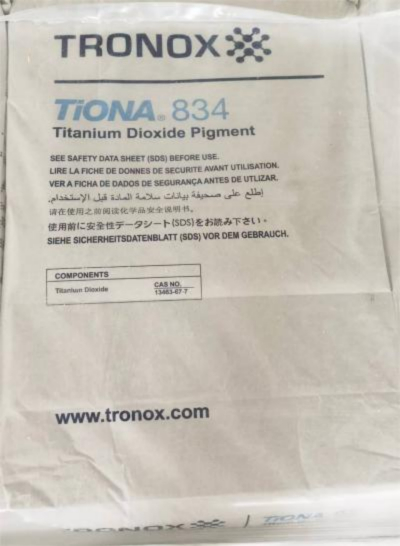 TRONOX
TiONA® 834
Titanium Dioxide Pigment
SEE SAFETY DATA SHEET (SDS) BEFORE USE.
LIRE LA FICHE DE DONNES DE SECURITE AVANT UTILISATION.
VER A FICHA DE DADOS DE SEGURANÇA ANTES DE UTLIZAR.
إطلع على صحيفة بيانات سلامة المادة قبل الإستخدام.
请在使用之前阅读化学品安全说明书。
使用前に安全性データシート(SDS)をお読み下さい。
SIEHE SICHERHEITSDATENBLATT (SDS) VOR DEM GEBRAUCH.
COMPONENTS
CAS NO.
Titanium Dioxide 13463-67-7
www.tronox.com
TRONOX TiONA